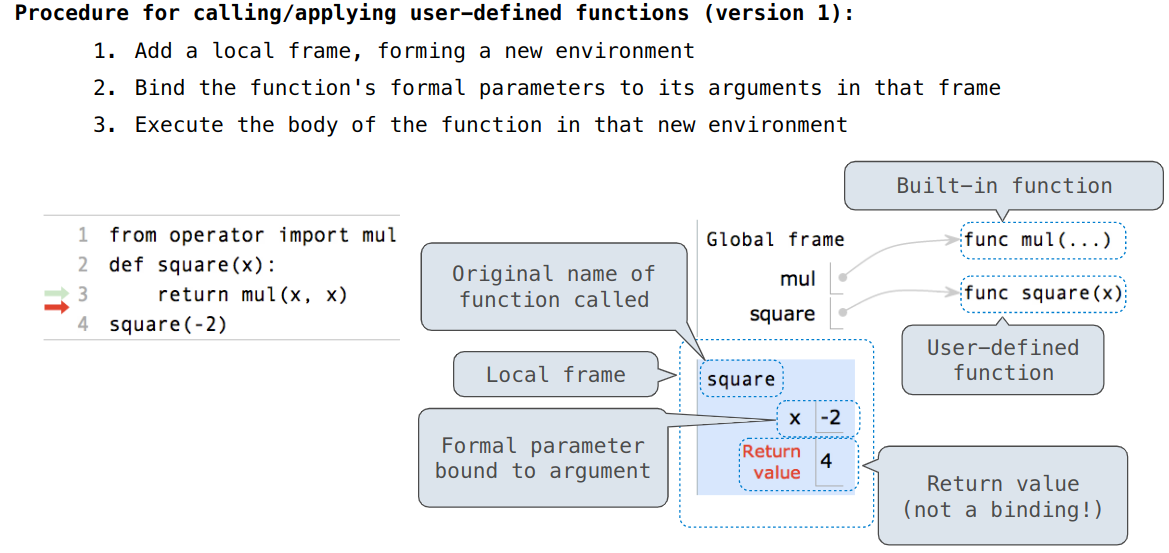 Procedure for calling/applying user-defined functions (version 1):
1. Add a local frame, forming a new environment
2. Bind the function's formal parameters to its arguments in that frame
3. Execute the body of the function in that new environment
1 from operator import mul
2 def square(x):
3     return mul(x, x)
4 square(-2)
Original name of
function called
Local frame
Formal parameter
bound to argument
Built-in function
Global frame
func mul(...)
mul
func square(x)
square
User-defined
function
square
x -2
Return
value
4
Return value
(not a binding!)